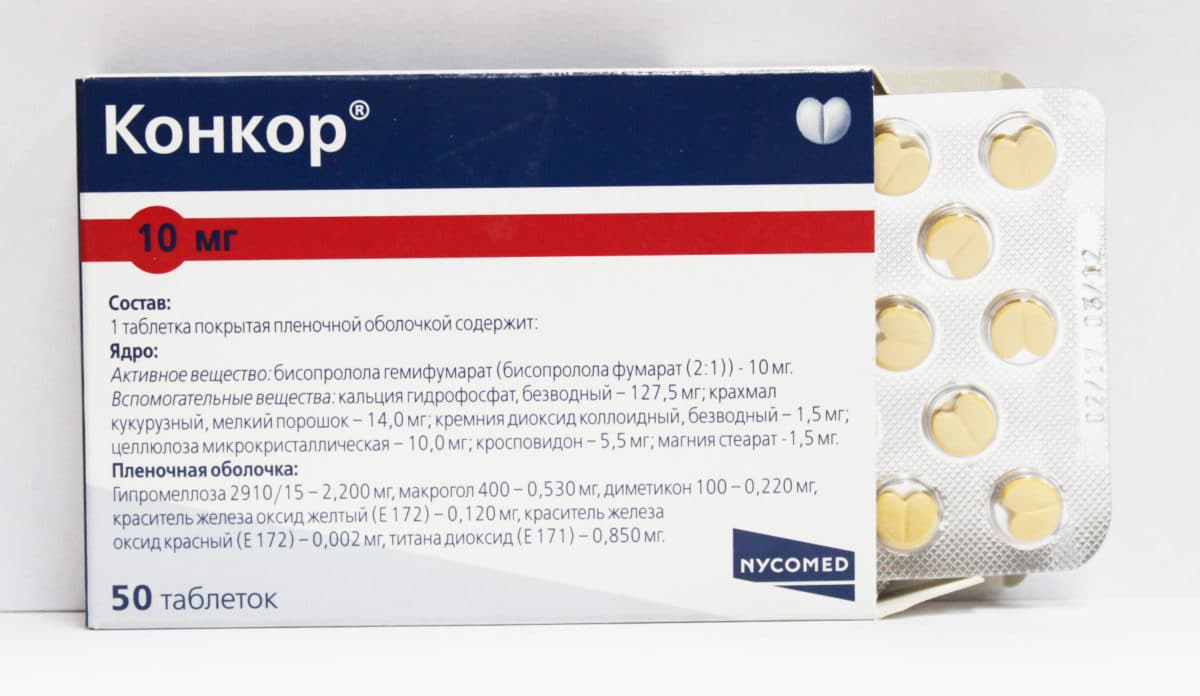 Конкор®
10 мг
Состав:
1 таблетка покрытая пленочной оболочкой содержит:
Ядро:
Активное вещество: бисопролола гемифумарат (бисопролола фумарат (2:1)) - 10 мг.
Вспомогательные вещества: кальция гидрофосфат, безводный – 127,5 мг; крахмал
кукурузный, мелкий порошок – 14,0 мг; кремния диоксид коллоидный, безводный – 1,5 мг;
целлюлоза микрокристаллическая – 10,0 мг; кросповидон – 5,5 мг; магния стеарат - 1,5 мг.
Пленочная оболочка:
Гипромеллоза 2910/15 – 2,200 мг, макрогол 400 – 0,530 мг, диметикон 100 – 0,220 мг,
краситель железа оксид желтый (Е 172) – 0,120 мг, краситель железа
оксид красный (Е 172) – 0,002 мг, титана диоксид (Е 171) – 0,850 мг.
NYCOMED
50 таблеток
02/17 03/12